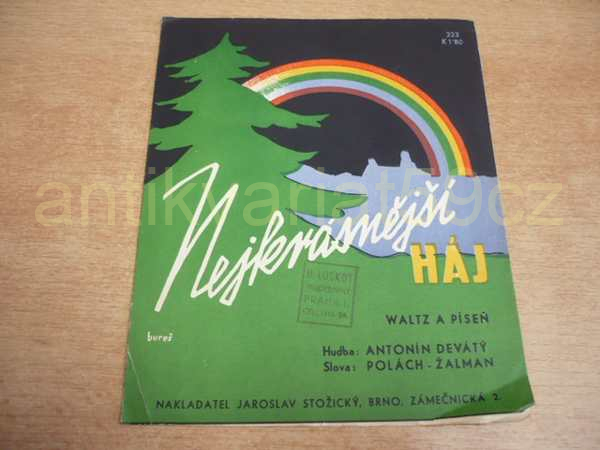 323
K 1'80
Nejkrásnější
HÁJ
WALTZ A PÍSEŇ
Hudba: ANTONÍN DEVÁTÝ
Slova: POLÁCH - ŽALMAN
bureš
NAKLADATEL JAROSLAV STOŽICKÝ, BRNO, ZÁMEČNICKÁ 2.
PRAHA I.